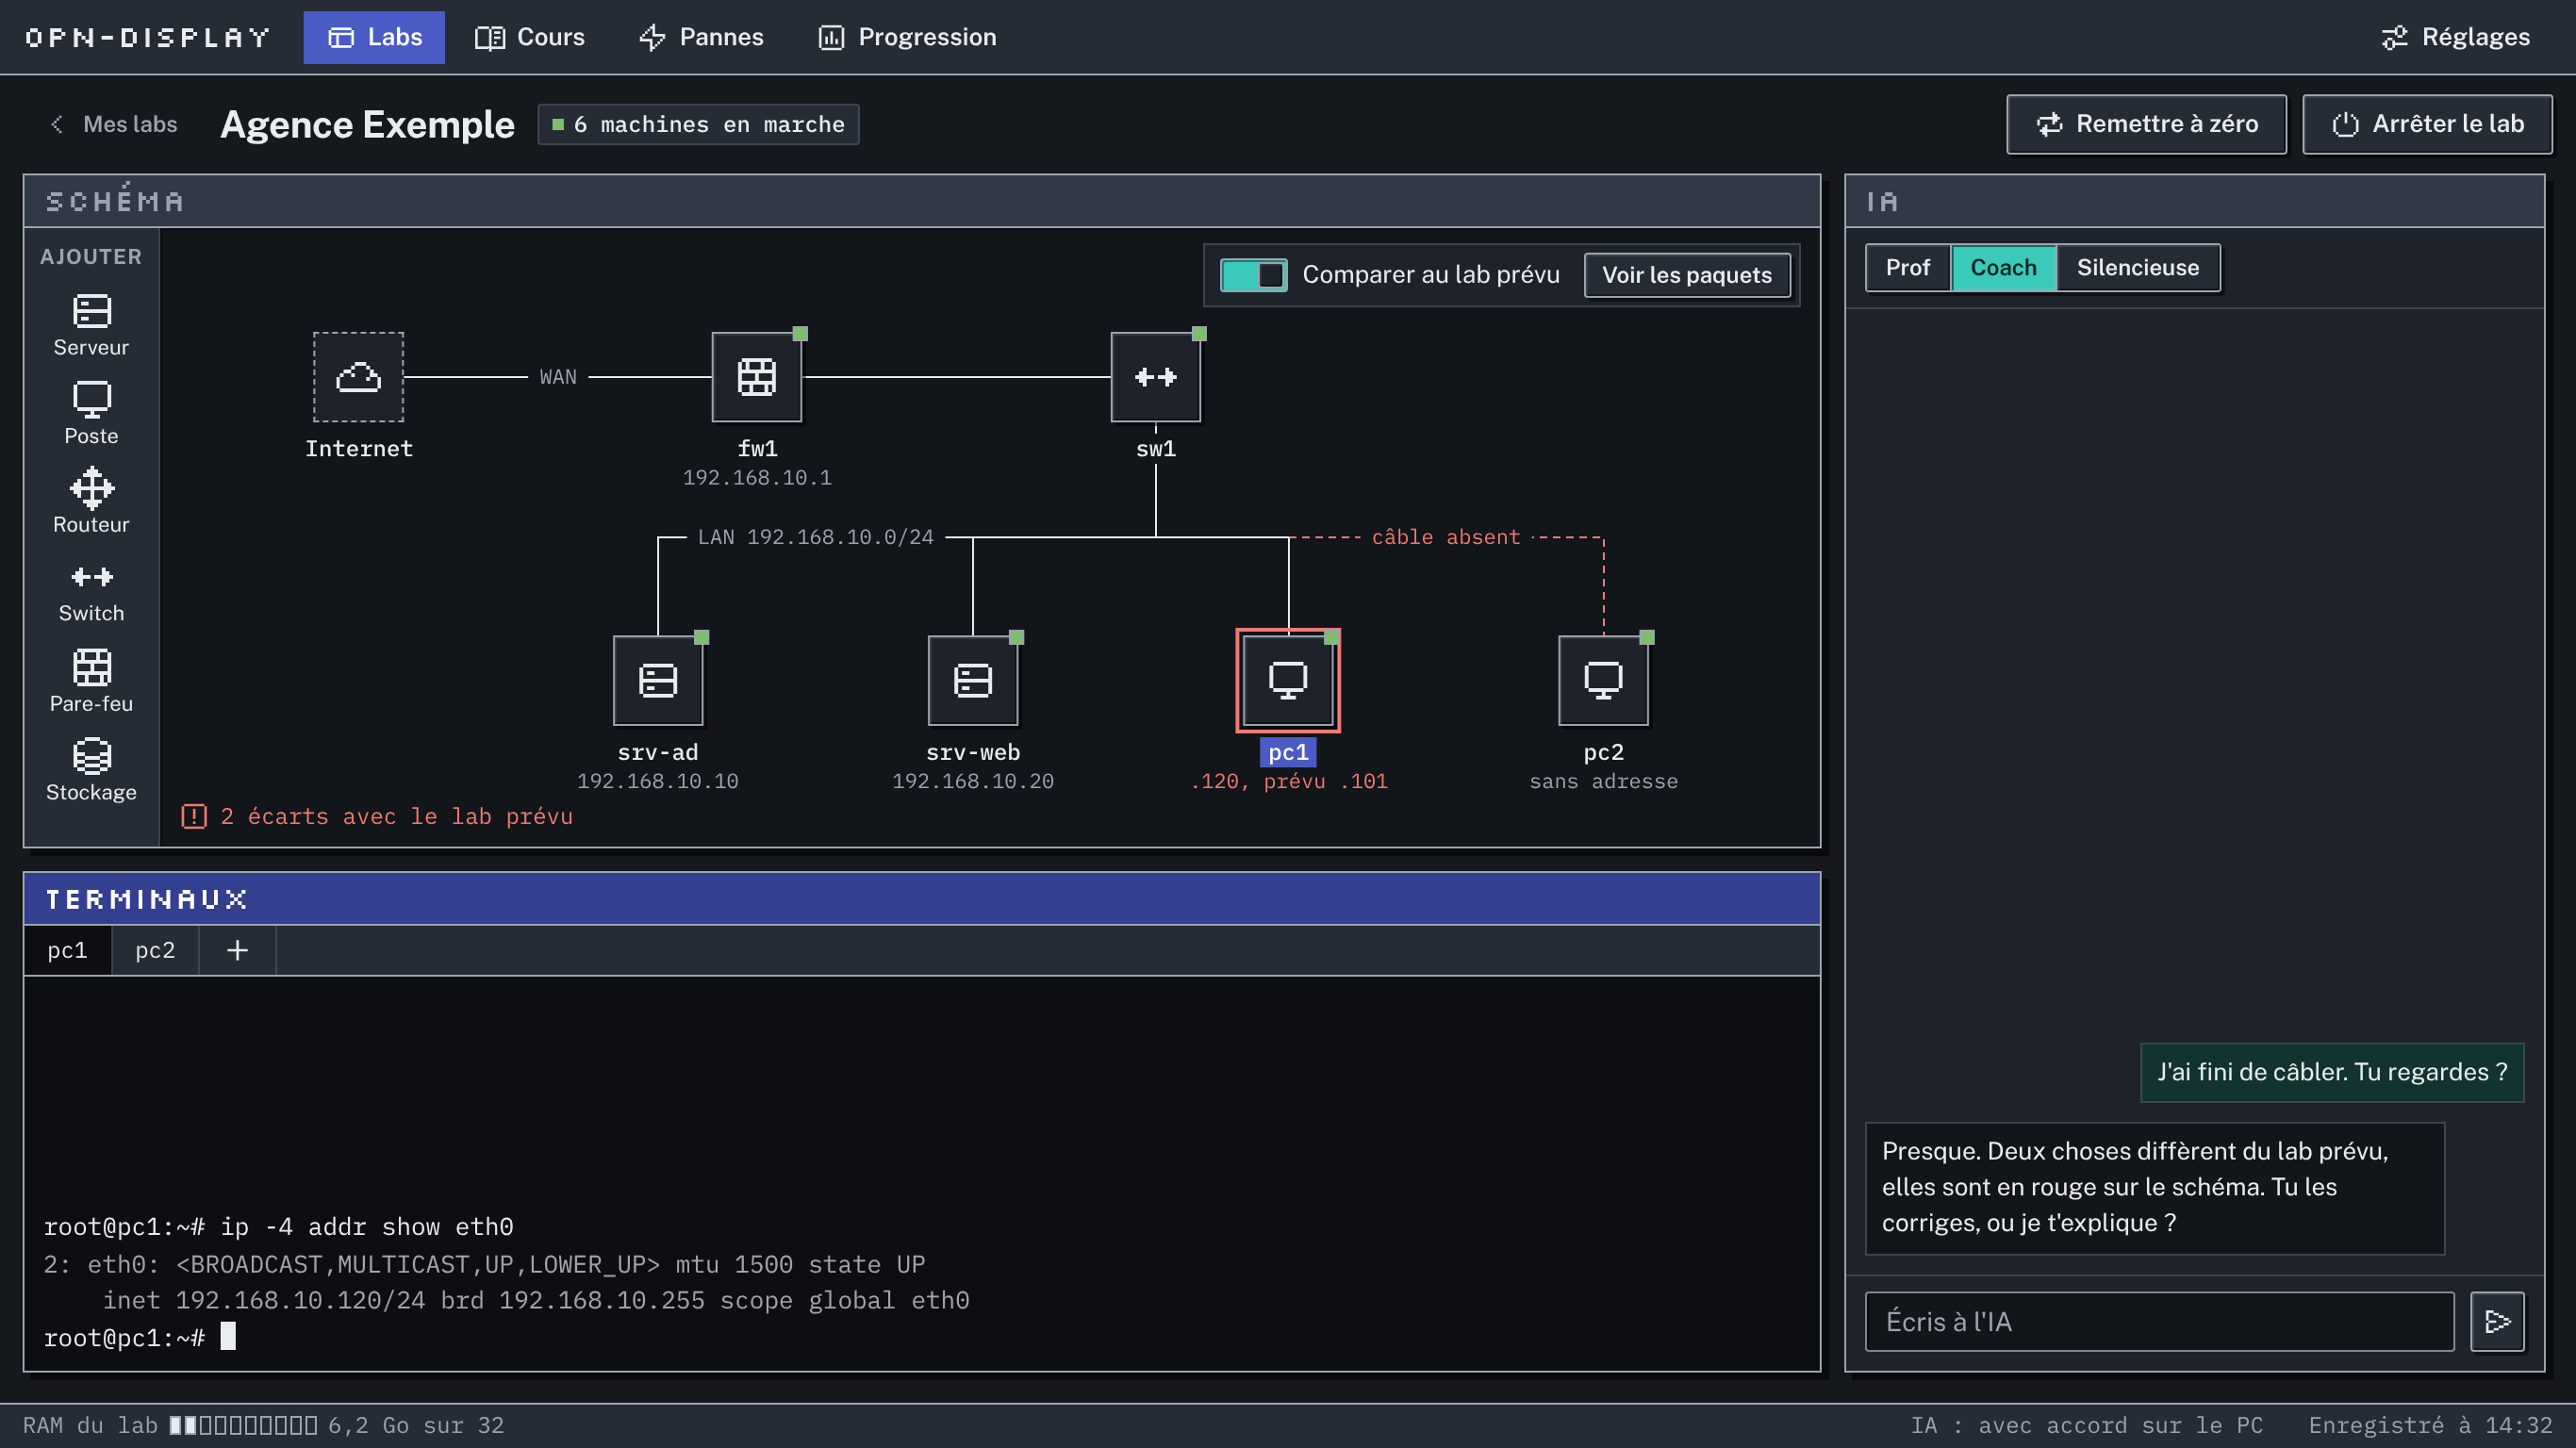 OPN-DISPLAY
Labs
Cours
Pannes
Progression
Réglages
Mes labs
Agence Exemple
6 machines en marche
Remettre à zéro
Arrêter le lab
SCHÉMA
AJOUTER
Serveur
Poste
Routeur
Switch
Pare-feu
Stockage
Comparer au lab prévu
Voir les paquets
WAN
Internet
fw1
192.168.10.1
sw1
LAN 192.168.10.0/24
câble absent
srv-ad
192.168.10.10
srv-web
192.168.10.20
pc1
.120, prévu .101
pc2
sans adresse
2 écarts avec le lab prévu
TERMINAUX
pc1
pc2
+
root@pc1:~# ip -4 addr show eth0
2: eth0: <BROADCAST,MULTICAST,UP,LOWER_UP> mtu 1500 state UP
inet 192.168.10.120/24 brd 192.168.10.255 scope global eth0
root@pc1:~#
IA
Prof
Coach
Silencieuse
J'ai fini de câbler. Tu regardes ?
Presque. Deux choses diffèrent du lab prévu,
elles sont en rouge sur le schéma. Tu les
corriges, ou je t'explique ?
Écris à l'IA
RAM du lab
6,2 Go sur 32
IA : avec accord sur le PC
Enregistré à 14:32